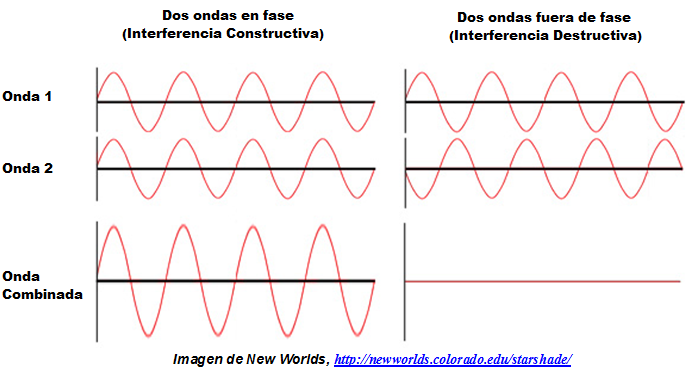 Dos ondas en fase
(Interferencia Constructiva)
Dos ondas fuera de fase
(Interferencia Destructiva)
Onda 1
Onda 2
Onda
Combinada
Imagen de New Worlds, http://newworlds.colorado.edu/starshade/